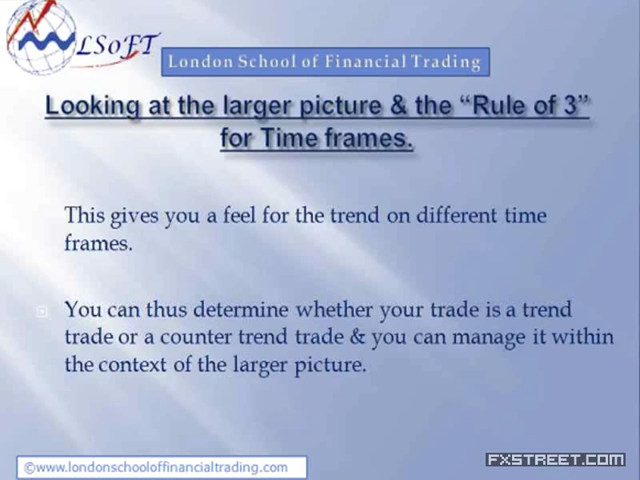 LSoFT
London School of Financial Trading
Looking at the larger picture & the “Rule of 3”
for Time frames.
This gives you a feel for the trend on different time
frames.
You can thus determine whether your trade is a trend
trade or a counter trend trade & you can manage it within
the context of the larger picture.
©www.londonschooloffinancialtrading.com
FXSTREET.COM